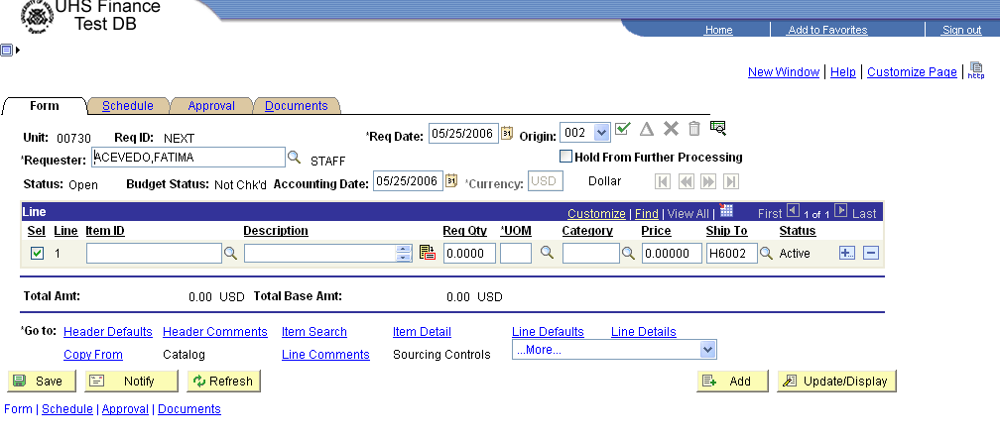 UHS Finance
Test DB
Home Add to Favorites Sign out
New Window | Help | Customize Page | http
Form Schedule Approval Documents
Unit: 00730 Req ID: NEXT *Req Date: 05/25/2006 31 Origin: 002
*Requester: ACEVEDO,FATIMA STAFF Hold From Further Processing
Status: Open Budget Status: Not Chk'd Accounting Date: 05/25/2006 31 *Currency: USD Dollar
Line Customize | Find | View All | First 1 of 1 Last
Sel Line Item ID Description Req Qty *UOM Category Price Ship To Status
1 0.0000 0.00000 H6002 Active
Total Amt: 0.00 USD Total Base Amt: 0.00 USD
*Go to: Header Defaults Header Comments Item Search Item Detail Line Defaults Line Details
Copy From Catalog Line Comments Sourcing Controls ...More...
Save Notify Refresh Add Update/Display
Form | Schedule | Approval | Documents